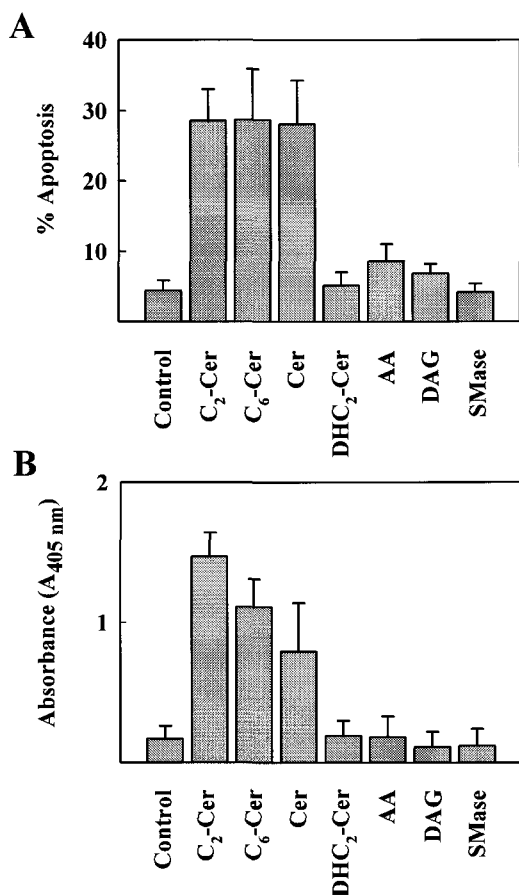 A
40
30
20
10
% Apoptosis
Control
C2-Cer
C6-Cer
Cer
DHC2-Cer
AA
DAG
SMase
B
2
1
Absorbance (A405 nm)
Control
C2-Cer
C6-Cer
Cer
DHC2-Cer
AA
DAG
SMase